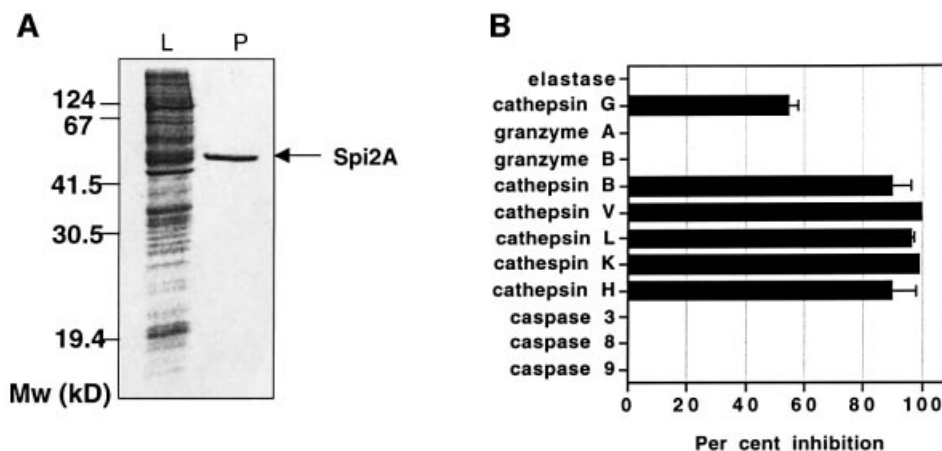 A
L P
124
67
Spi2A
41.5
30.5
19.4
Mw (kD)
B
elastase
cathepsin G
granzyme A
granzyme B
cathepsin B
cathepsin V
cathepsin L
cathespin K
cathepsin H
caspase 3
caspase 8
caspase 9
0 20 40 60 80 100
Per cent inhibition